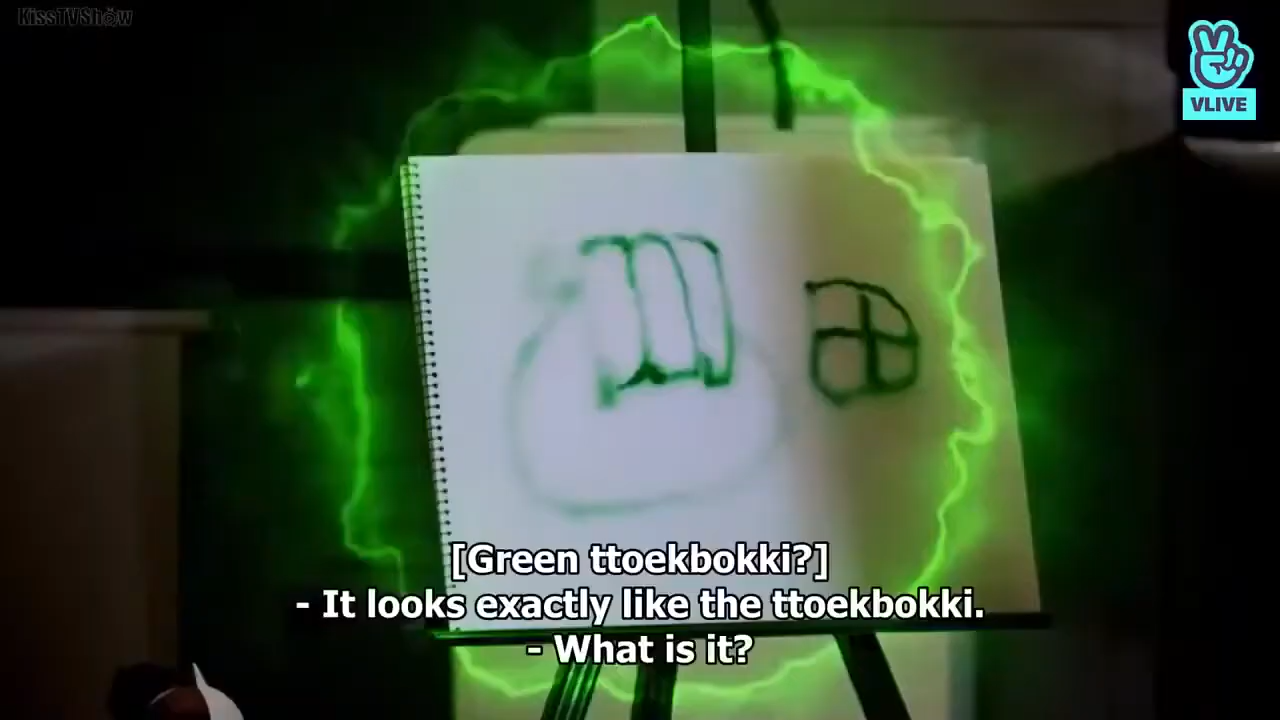 KissTVShow
VLIVE
[Green ttoekbokki?]
- It looks exactly like the ttoekbokki.
- What is it?